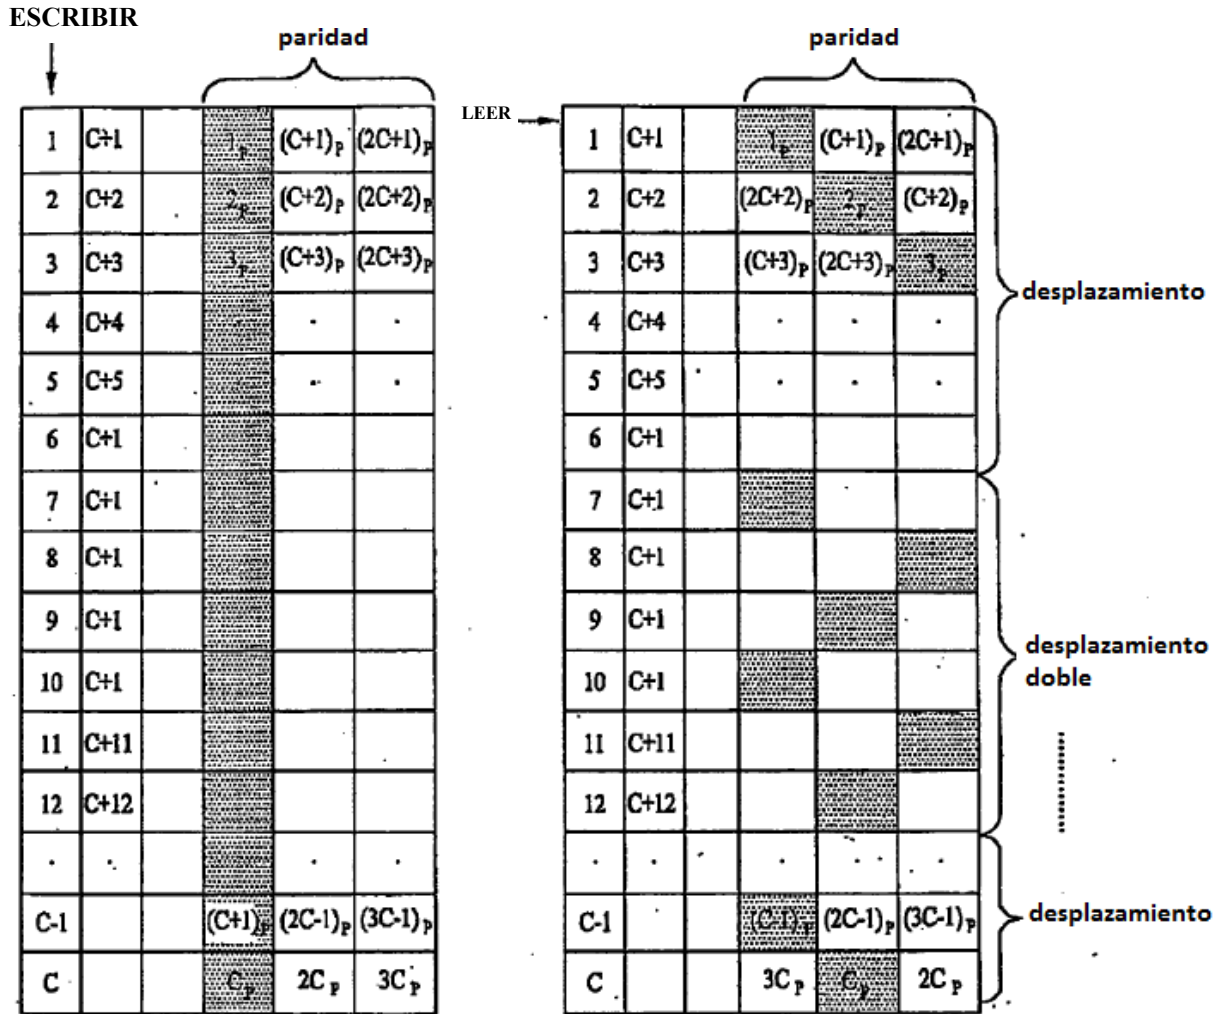 ESCRIBIR
paridad
1 C+1 1p (C+1)p (2C+1)p
2 C+2 2p (C+2)p (2C+2)p
3 C+3 3p (C+3)p (2C+3)p
4 C+4 . .
5 C+5 . .
6 C+1
7 C+1
8 C+1
9 C+1
10 C+1
11 C+11
12 C+12
. . . .
C-1 (C+1)p (2C-1)p (3C-1)p
C Cp 2Cp 3Cp
paridad
LEER
1 C+1 1p (C+1)p (2C+1)p
2 C+2 (2C+2)p 2p (C+2)p
3 C+3 (C+3)p (2C+3)p 3p
4 C+4 . . .
5 C+5 . . .
6 C+1
7 C+1
8 C+1
9 C+1
10 C+1
11 C+11
12 C+12
. . . . .
C-1 (C-1)p (2C-1)p (3C-1)p
C 3Cp Cp 2Cp
desplazamiento
desplazamiento
doble
desplazamiento